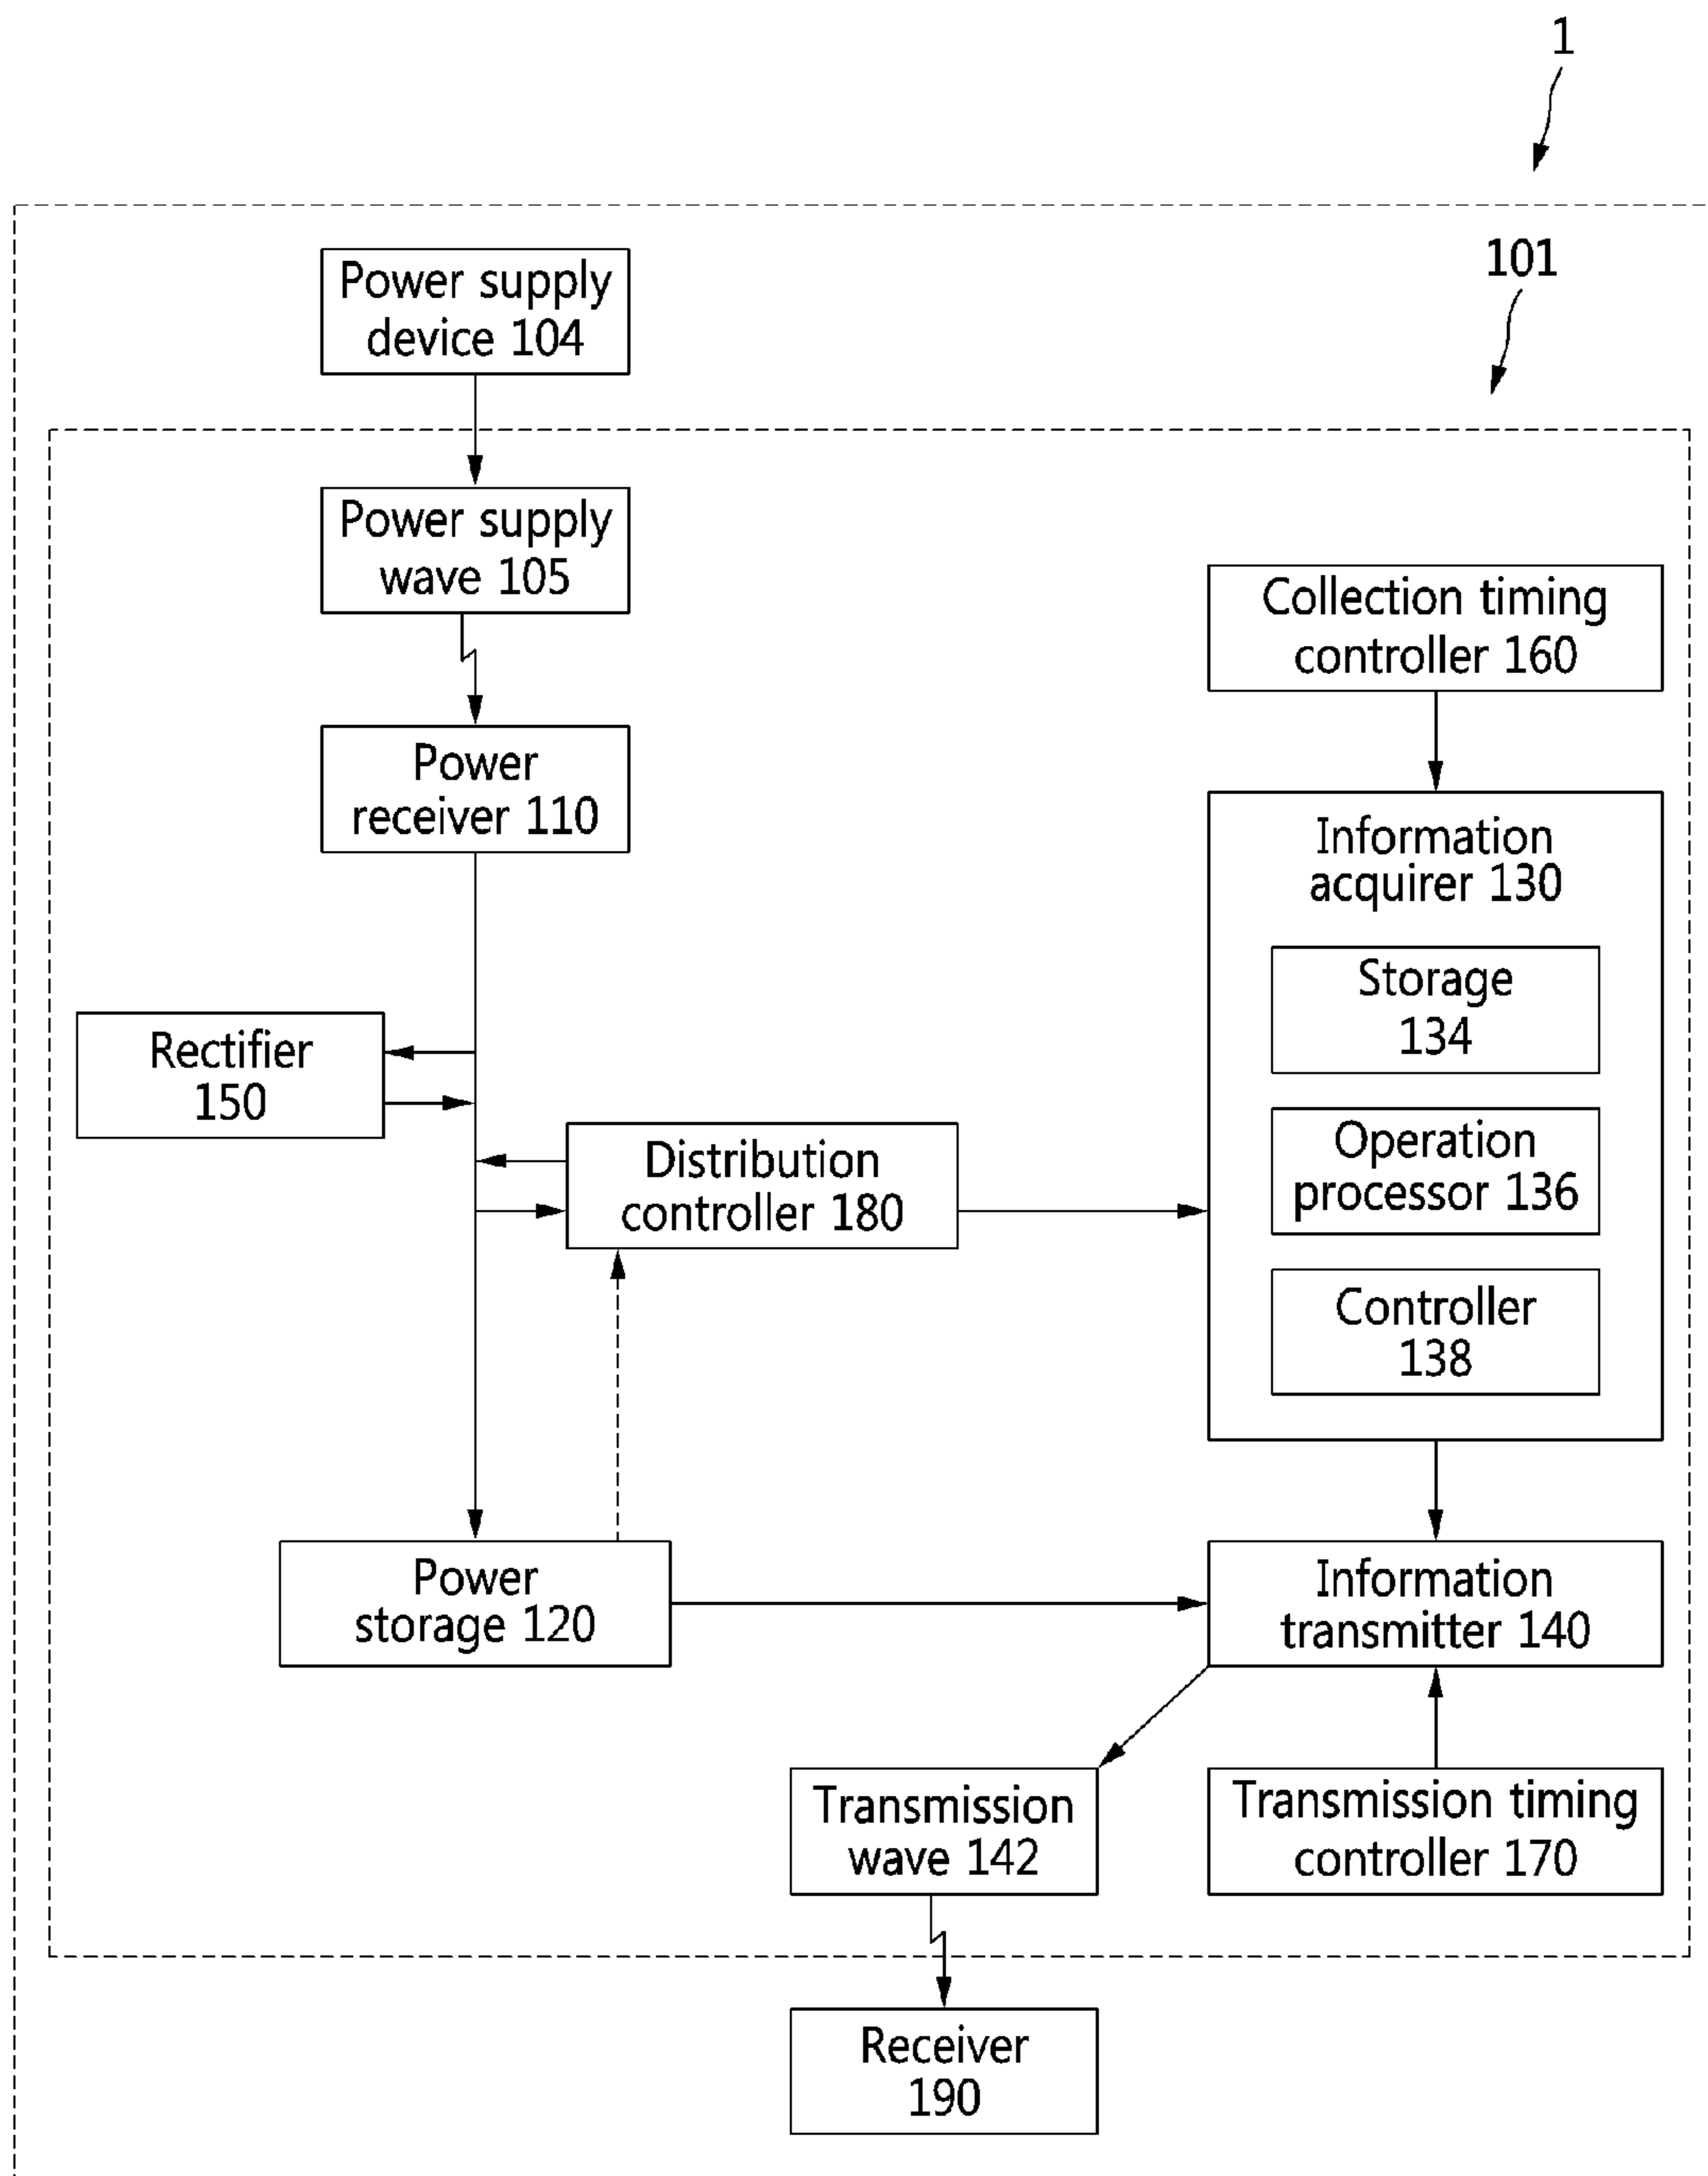 1
101
Power supply
device 104
Power supply
wave 105
Collection timing
controller 160
Power
receiver 110
Information
acquirer 130
Storage
134
Rectifier
150
Operation
processor 136
Distribution
controller 180
Controller
138
Power
storage 120
Information
transmitter 140
Transmission
wave 142
Transmission timing
controller 170
Receiver
190